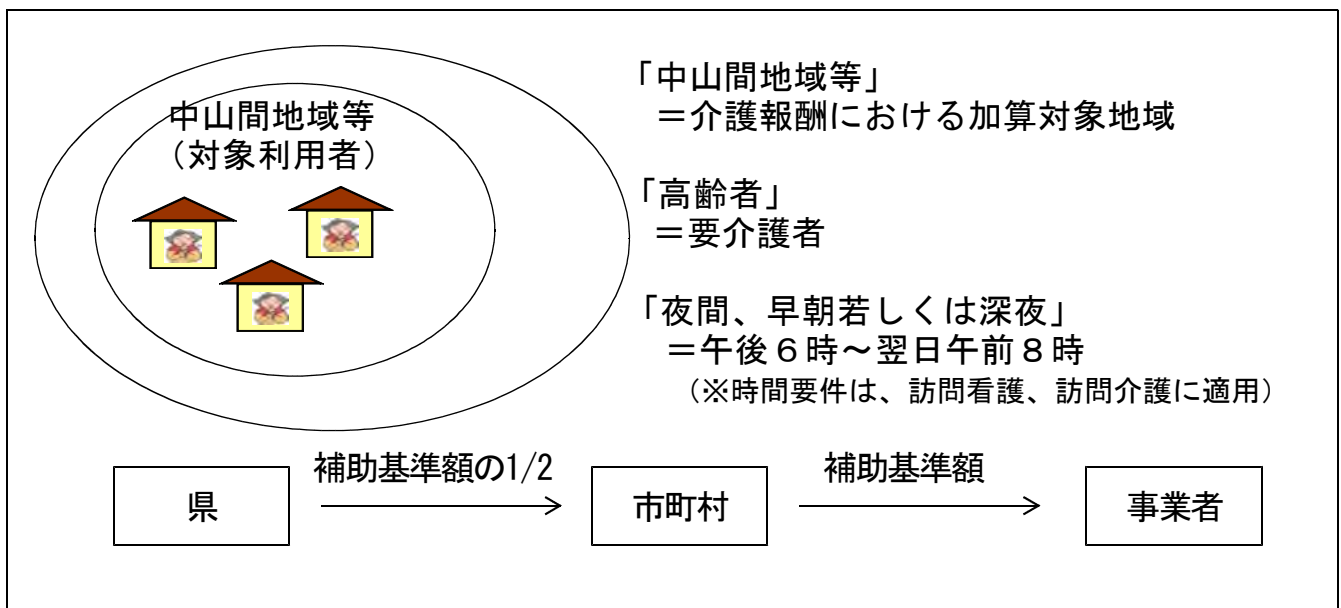 中山間地域等
（対象利用者）
「中山間地域等」
＝介護報酬における加算対象地域
「高齢者」
＝要介護者
「夜間、早朝若しくは深夜」
＝午後６時～翌日午前８時
（※時間要件は、訪問看護、訪問介護に適用）
県
補助基準額の1/2
市町村
補助基準額
事業者